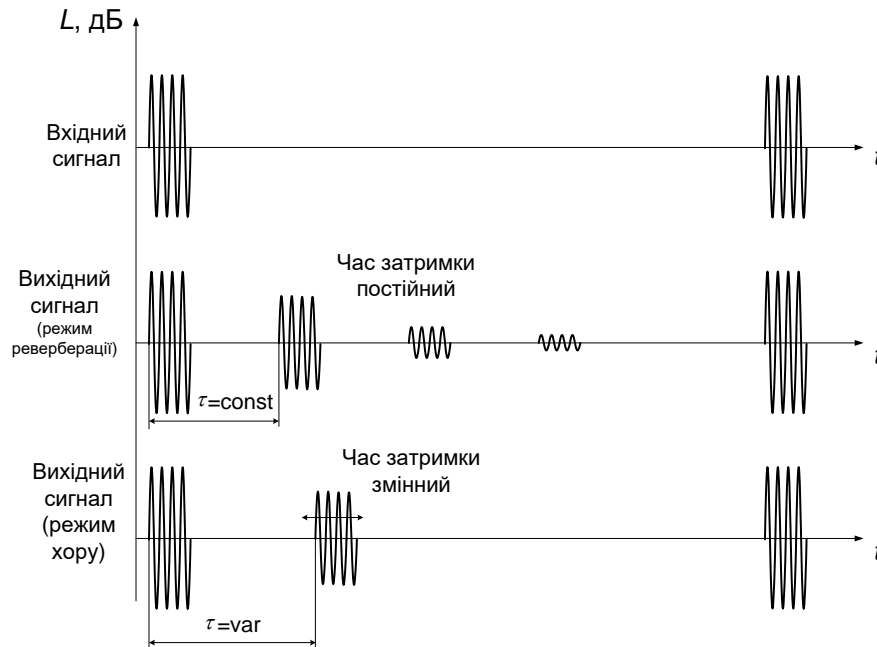 L, дБ
Вхідний
сигнал
t
Вихідний
сигнал
(режим
реверберації)
Час затримки
постійний
t
τ=const
Вихідний
сигнал
(режим
хору)
Час затримки
змінний
t
τ=var